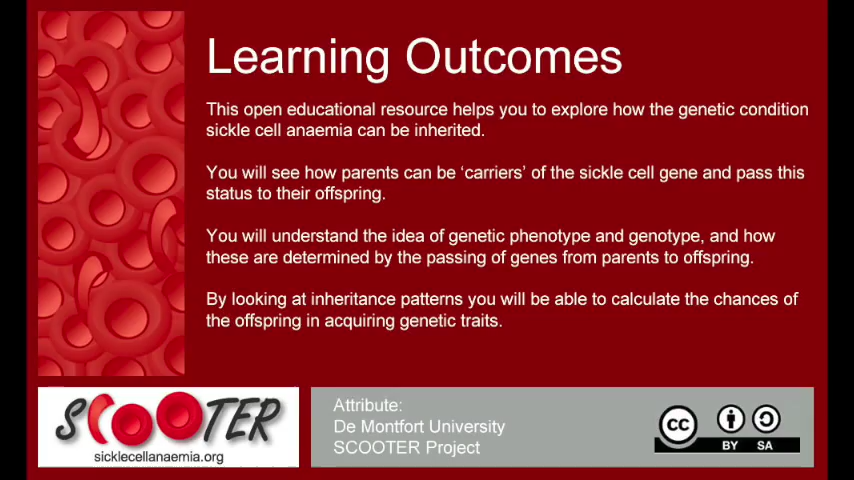 Learning Outcomes
This open educational resource helps you to explore how the genetic condition
sickle cell anaemia can be inherited.
You will see how parents can be ‘carriers’ of the sickle cell gene and pass this
status to their offspring.
You will understand the idea of genetic phenotype and genotype, and how
these are determined by the passing of genes from parents to offspring.
By looking at inheritance patterns you will be able to calculate the chances of
the offspring in acquiring genetic traits.
SCOOTER
sicklecellanaemia.org
Attribute:
De Montfort University
SCOOTER Project
cc
BY SA